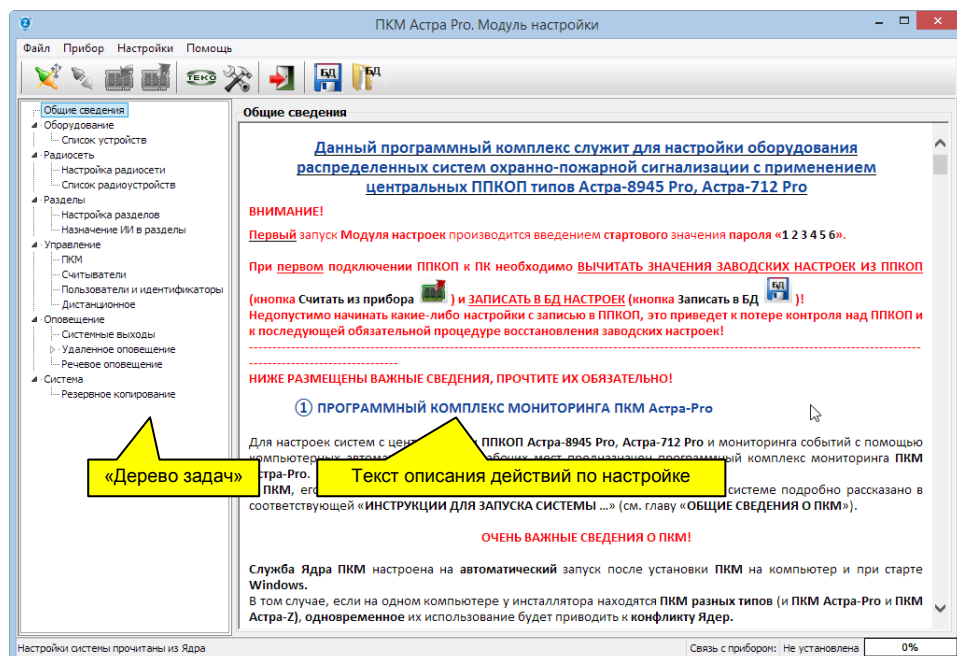 ПКМ Астра Pro. Модуль настройки
Файл Прибор Настройки Помощь
ТЕКО
БД
БД
Общие сведения
Оборудование
Список устройств
Радиосеть
Настройка радиосети
Список радиоустройств
Разделы
Настройка разделов
Назначение ИИ в разделы
Управление
ПКМ
Считыватели
Пользователи и идентификаторы
Дистанционное
Оповещение
Системные выходы
Удаленное оповещение
Речевое оповещение
Система
Резервное копирование
«Дерево задач»
Общие сведения
Данный программный комплекс служит для настройки оборудования
распределенных систем охранно-пожарной сигнализации с применением
центральных ППКОП типов Астра-8945 Pro, Астра-712 Pro
ВНИМАНИЕ!
Первый запуск Модуля настроек производится введением стартового значения пароля «1 2 3 4 5 6».
При первом подключении ППКОП к ПК необходимо ВЫЧИТАТЬ ЗНАЧЕНИЯ ЗАВОДСКИХ НАСТРОЕК ИЗ ППКОП
(кнопка Считать из прибора ) и ЗАПИСАТЬ В БД НАСТРОЕК (кнопка Записать в БД БД )!
Недопустимо начинать какие-либо настройки с записью в ППКОП, это приведет к потере контроля над ППКОП и
к последующей обязательной процедуре восстановления заводских настроек!
НИЖЕ РАЗМЕЩЕНЫ ВАЖНЫЕ СВЕДЕНИЯ, ПРОЧТИТЕ ИХ ОБЯЗАТЕЛЬНО!
1 ПРОГРАММНЫЙ КОМПЛЕКС МОНИТОРИНГА ПКМ Астра-Pro
Для настроек систем с ППКОП Астра-8945 Pro, Астра-712 Pro и мониторинга событий с помощью
мест предназначен программный комплекс мониторинга ПКМ
Астра-Pro.
Текст описания действий по настройке
ПКМ, системе подробно рассказано в
соответствующей «ИНСТРУКЦИИ ДЛЯ ЗАПУСКА СИСТЕМЫ ...» (см. главу «ОБЩИЕ СВЕДЕНИЯ О ПКМ»).
ОЧЕНЬ ВАЖНЫЕ СВЕДЕНИЯ О ПКМ!
Служба Ядра ПКМ настроена на автоматический запуск после установки ПКМ на компьютер и при старте
Windows.
В том случае, если на одном компьютере у инсталлятора находятся ПКМ разных типов (и ПКМ Астра-Pro и ПКМ
Астра-Z), одновременное их использование будет приводить к конфликту Ядер.
Настройки системы прочитаны из Ядра
Связь с прибором: Не установлена 0%